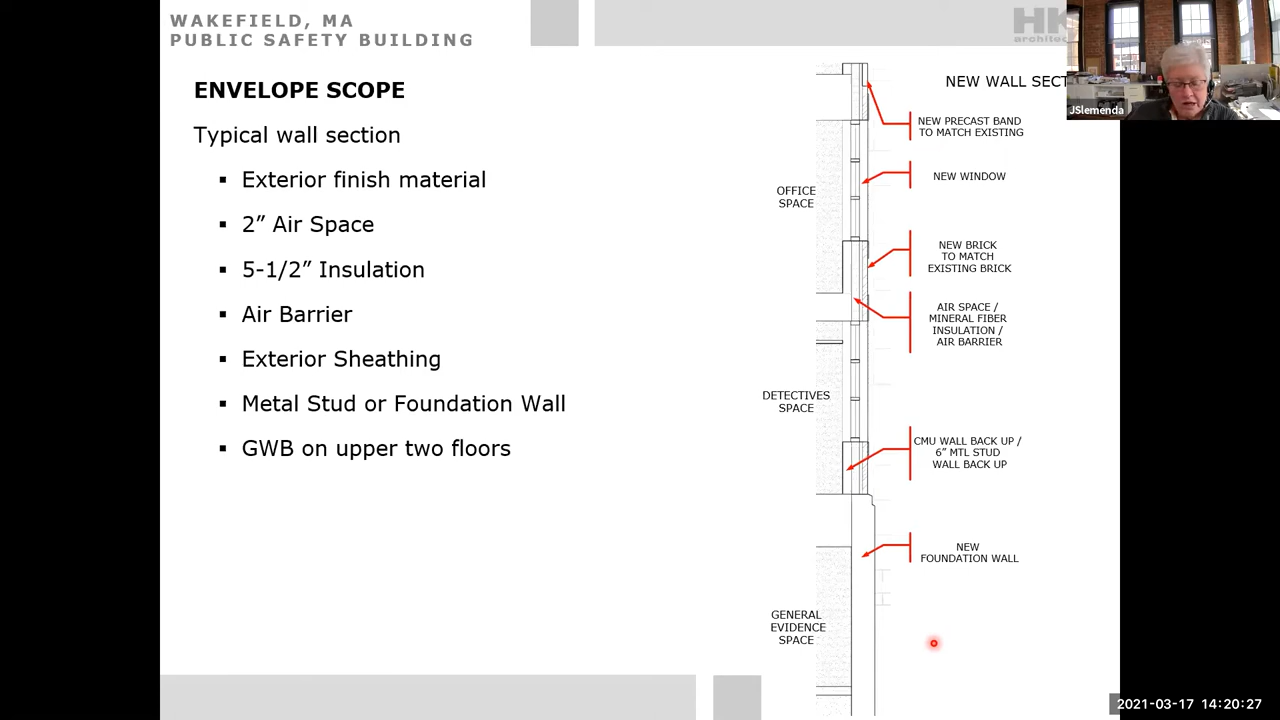 WAKEFIELD, MA
PUBLIC SAFETY BUILDING
ENVELOPE SCOPE
Typical wall section
▪ Exterior finish material
▪ 2” Air Space
▪ 5-1/2” Insulation
▪ Air Barrier
▪ Exterior Sheathing
▪ Metal Stud or Foundation Wall
▪ GWB on upper two floors
HK
architec
NEW WALL SECT
NEW PRECAST BAND
TO MATCH EXISTING
NEW WINDOW
OFFICE
SPACE
NEW BRICK
TO MATCH
EXISTING BRICK
AIR SPACE /
MINERAL FIBER
INSULATION /
AIR BARRIER
DETECTIVES
SPACE
CMU WALL BACK UP /
6” MTL STUD
WALL BACK UP
NEW
FOUNDATION WALL
GENERAL
EVIDENCE
SPACE
JSlemenda
2021-03-17 14:20:27